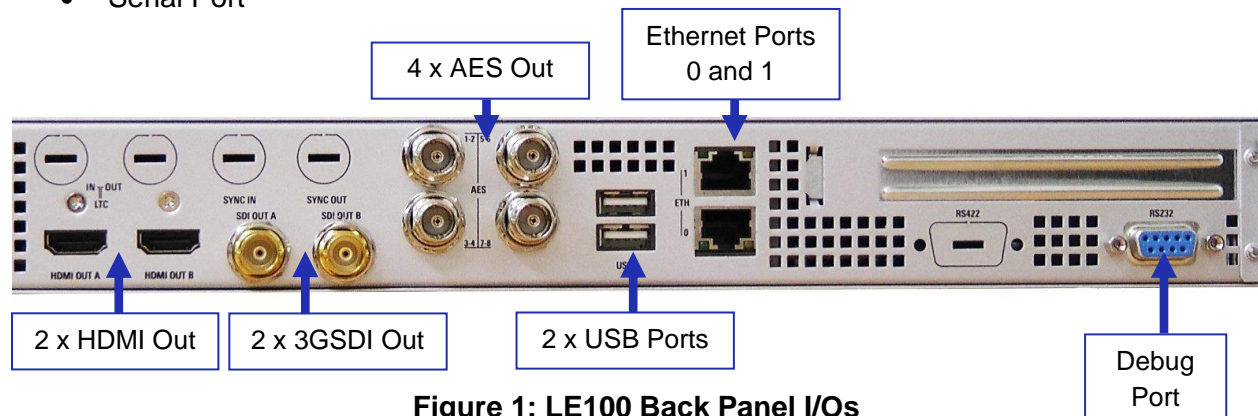 • Serial Port
Ethernet Ports
0 and 1
4 x AES Out
IN OUT
LTC
SYNC IN
SYNC OUT
SDI OUT A
SDI OUT B
HDMI OUT A
HDMI OUT B
1-2 5-6
AES
3-4 7-8
USB
1
ETH
0
RS422
RS232
2 x HDMI Out
2 x 3GSDI Out
2 x USB Ports
Debug
Port
Figure 1: LE100 Back Panel I/Os